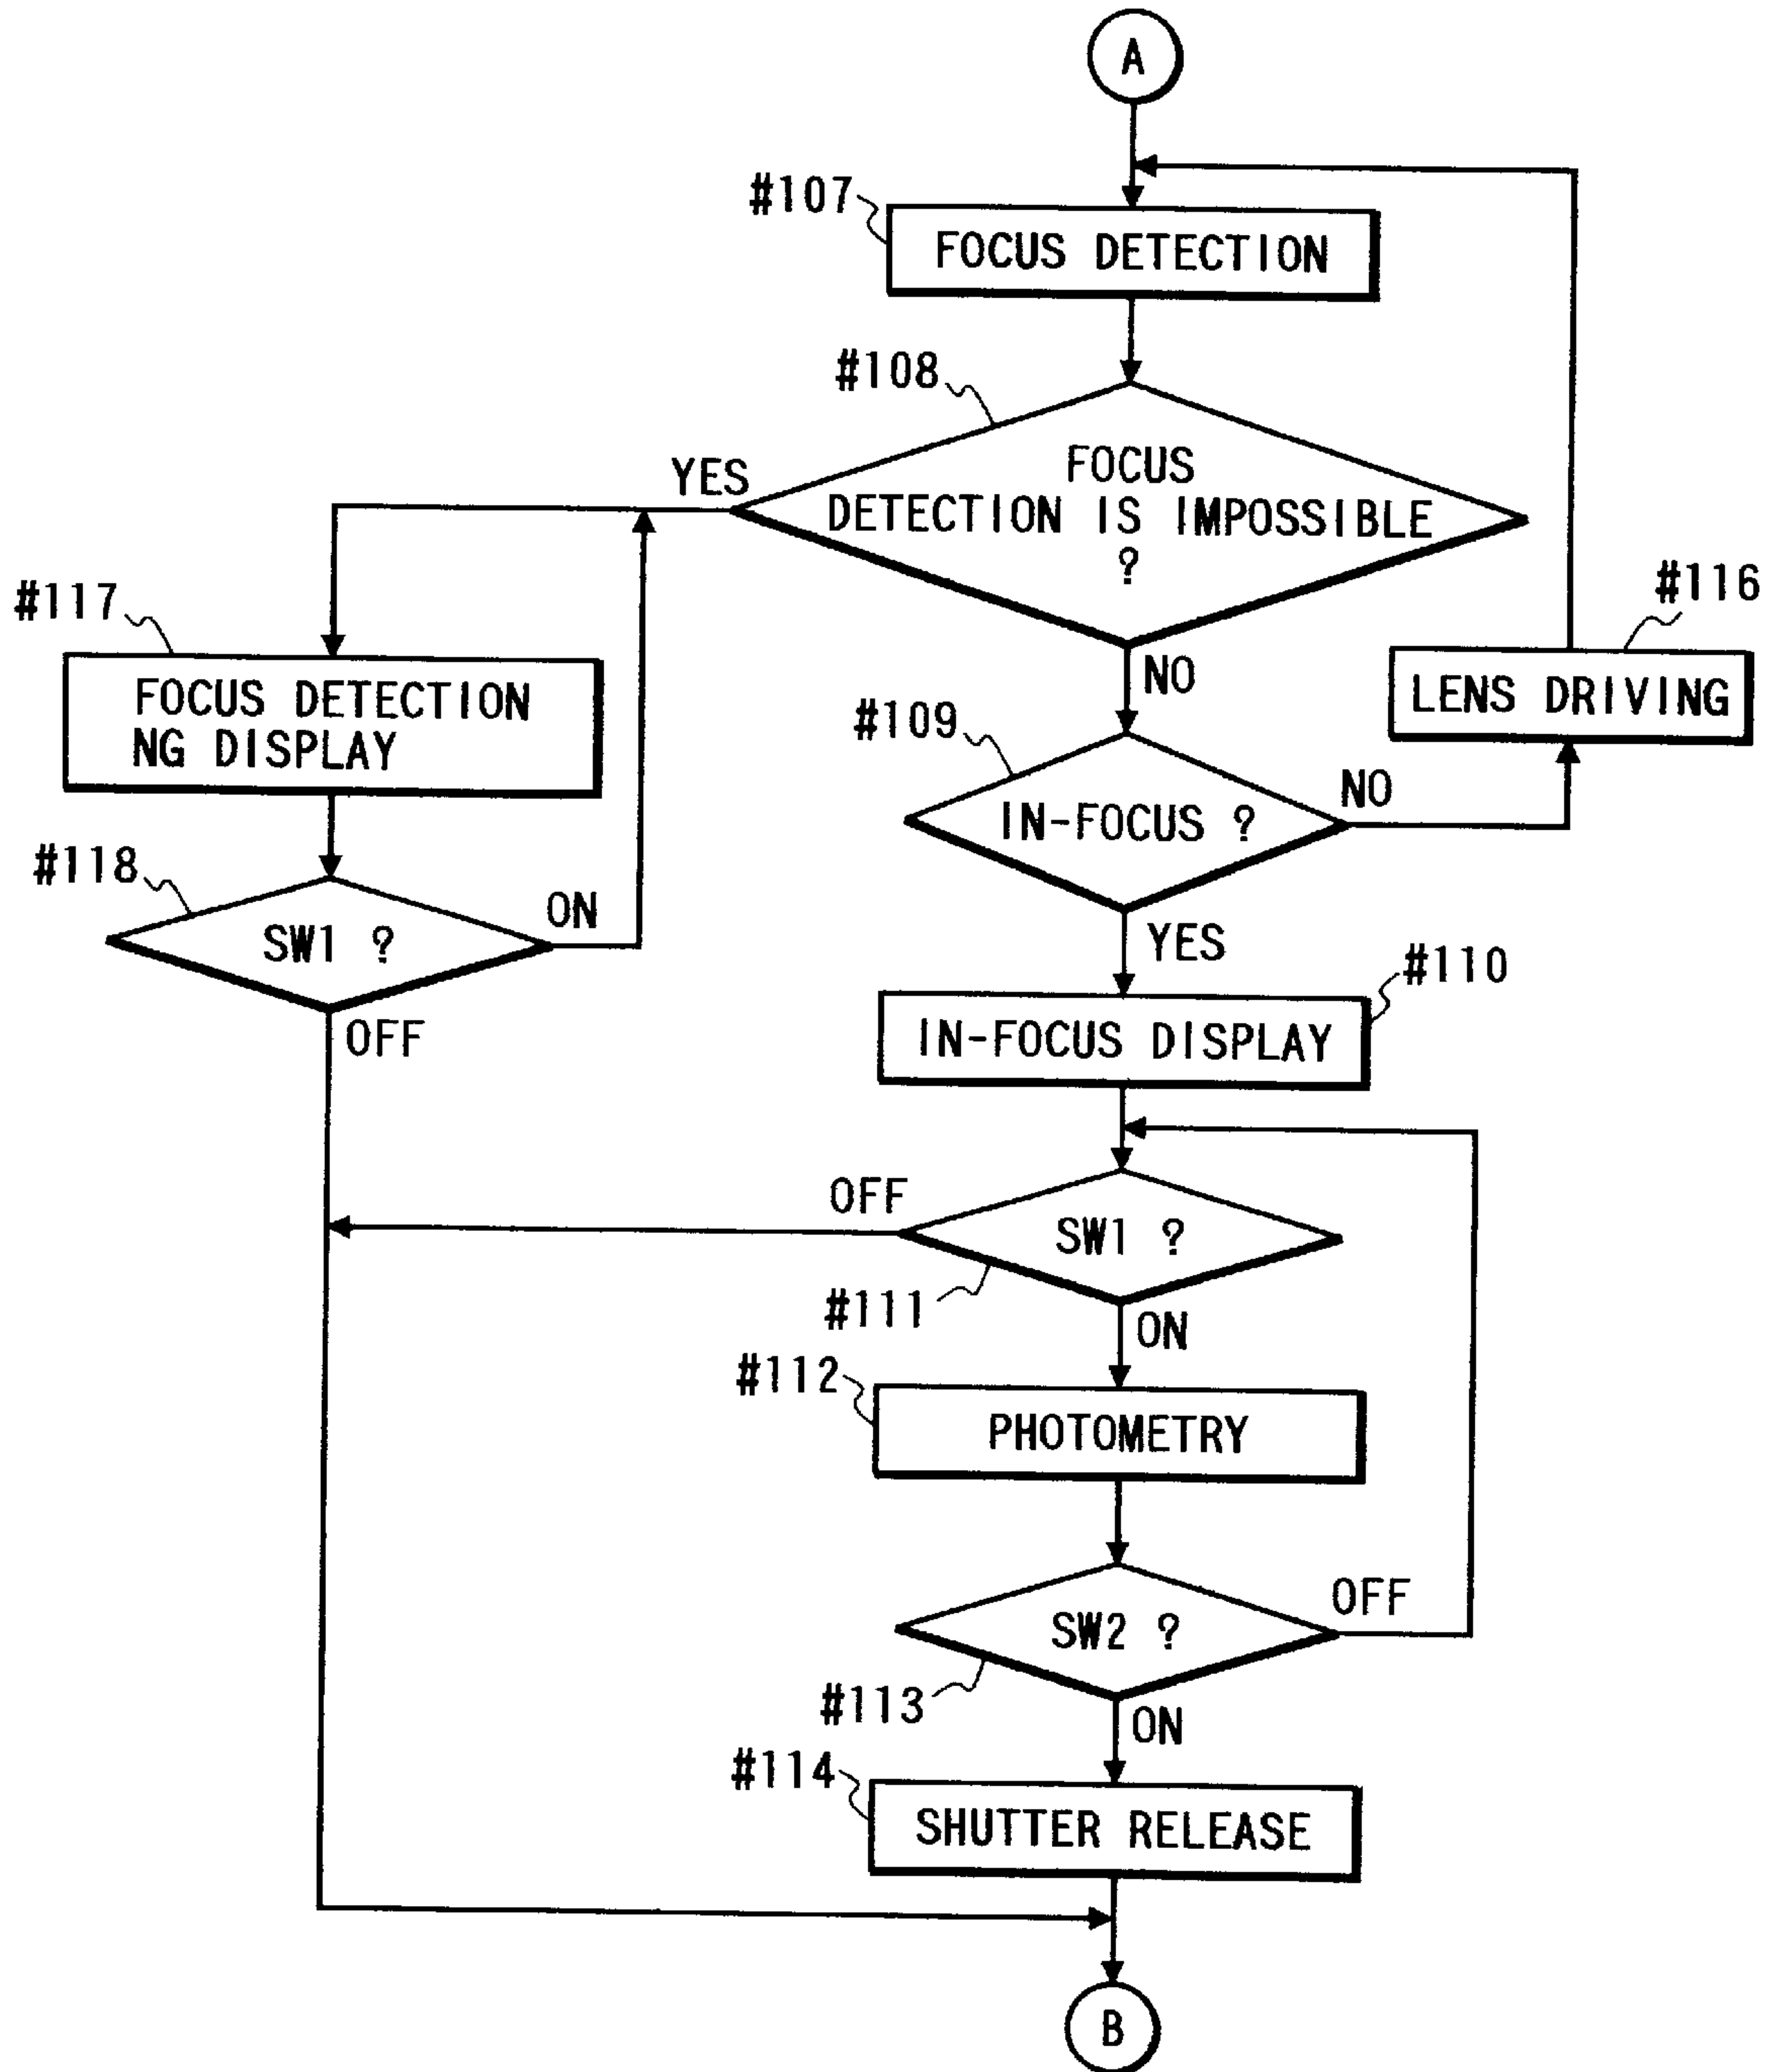 A
#107
FOCUS DETECTION
#108
FOCUS
DETECTION IS IMPOSSIBLE
?
YES
NO
#117
FOCUS DETECTION
NG DISPLAY
#116
LENS DRIVING
#109
IN-FOCUS ?
NO
YES
#118
SW1 ?
ON
OFF
#110
IN-FOCUS DISPLAY
OFF
SW1 ?
#111
ON
#112
PHOTOMETRY
SW2 ?
OFF
#113
ON
#114
SHUTTER RELEASE
B